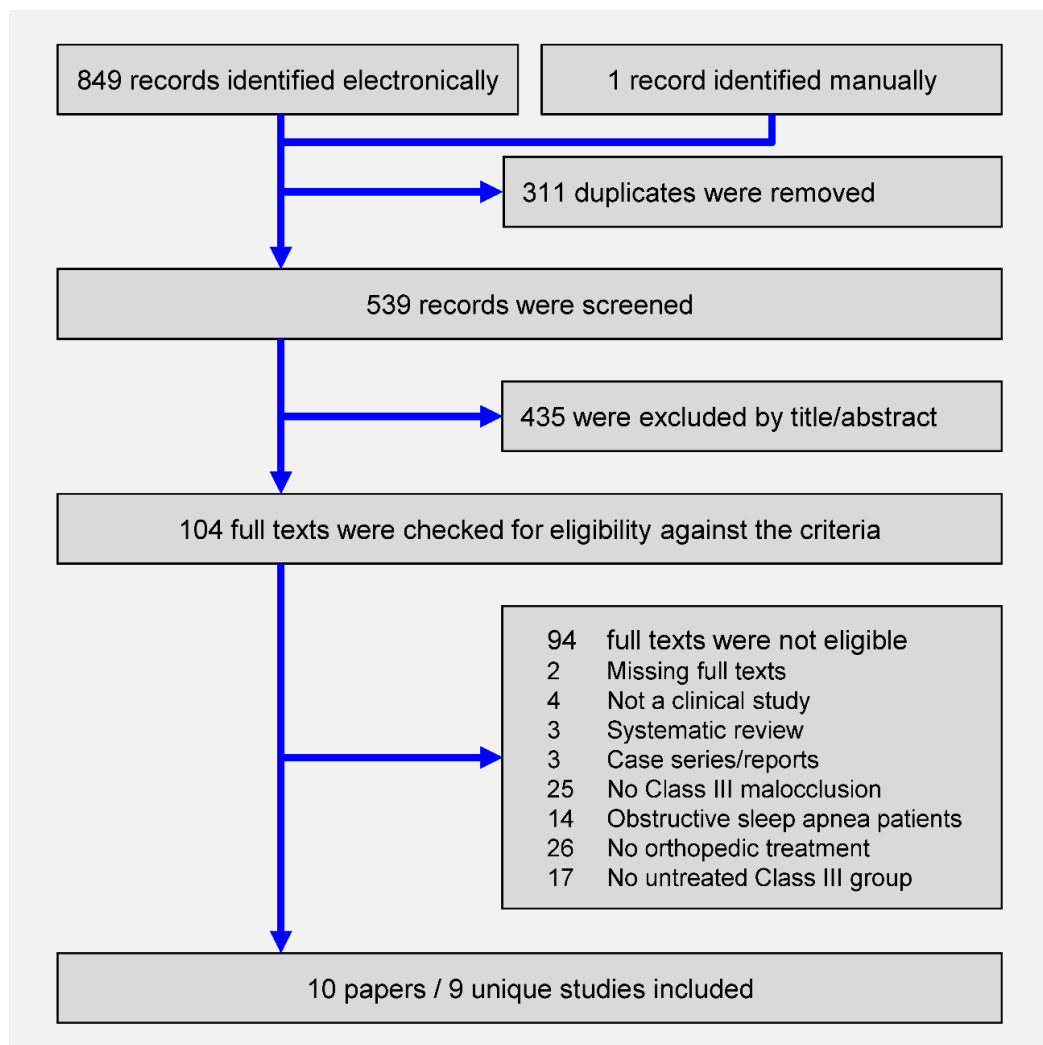 849 records identified electronically
1 record identified manually
311 duplicates were removed
539 records were screened
435 were excluded by title/abstract
104 full texts were checked for eligibility against the criteria
94 full texts were not eligible
2 Missing full texts
4 Not a clinical study
3 Systematic review
3 Case series/reports
25 No Class III malocclusion
14 Obstructive sleep apnea patients
26 No orthopedic treatment
17 No untreated Class III group
10 papers / 9 unique studies included